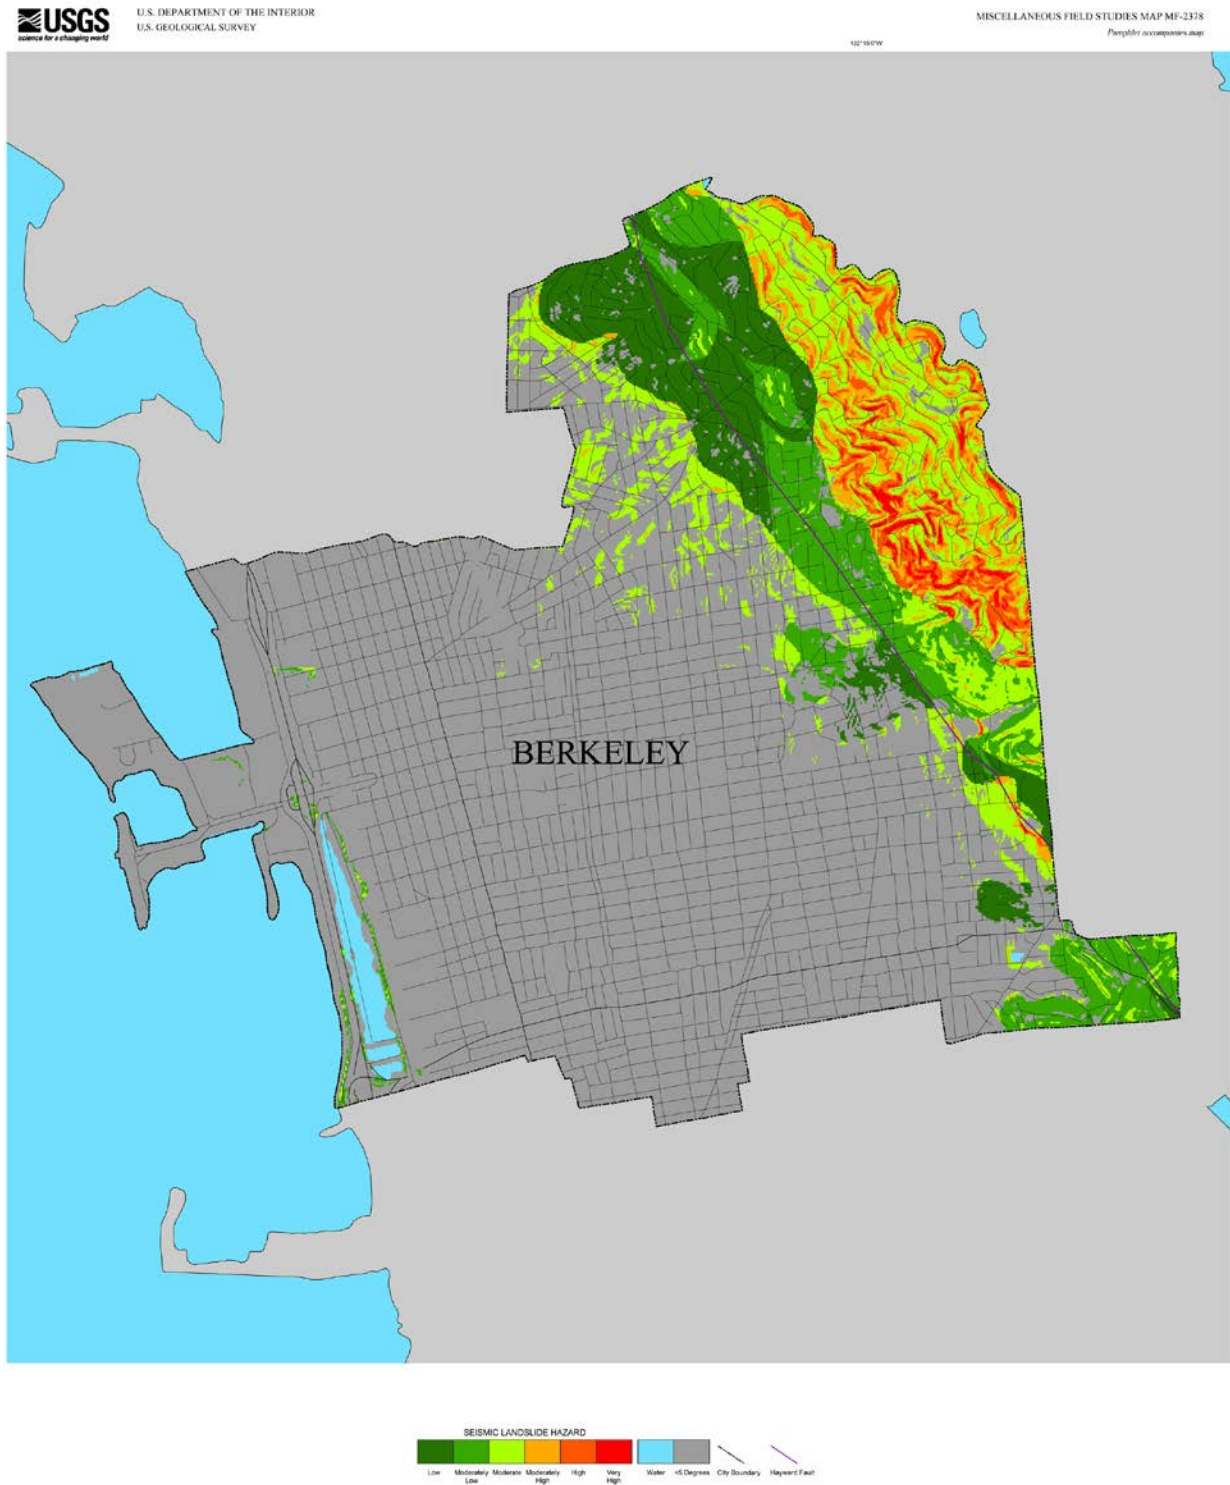 USGS
science for a changing world
U.S. DEPARTMENT OF THE INTERIOR
U.S. GEOLOGICAL SURVEY
MISCELLANEOUS FIELD STUDIES MAP MF-2378
Pamphlet accompanies map
BERKELEY
SEISMIC LANDSLIDE HAZARD
Low
Moderately
Low
Moderate
Moderately
High
High
Very
High
Water
<5 Degrees
City Boundary
Hayward Fault